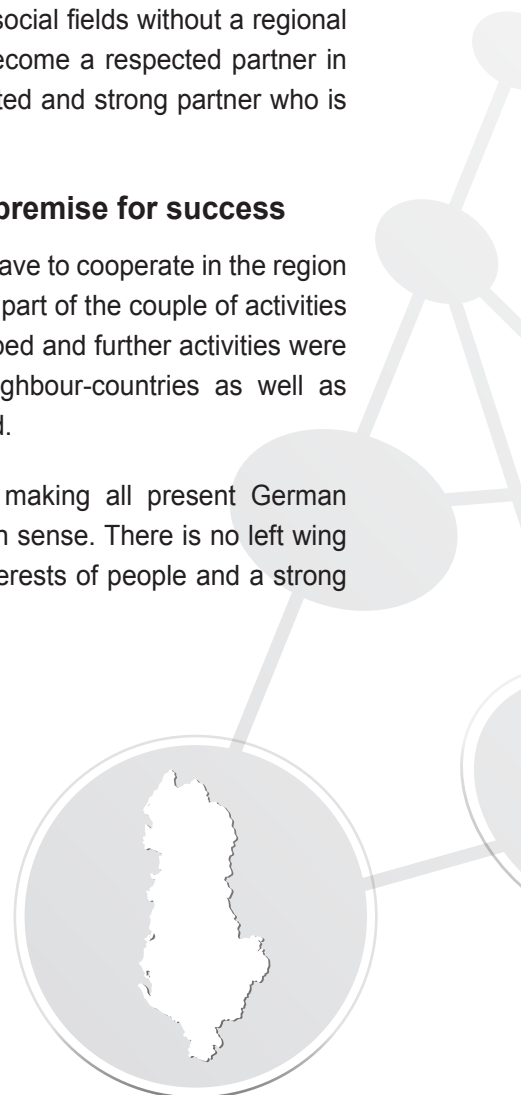 social fields without a regional
ecome a respected partner in
ted and strong partner who is
premise for success
ave to cooperate in the region
part of the couple of activities
ped and further activities were
ghbour-countries as well as
d.
making all present German
n sense. There is no left wing
erests of people and a strong